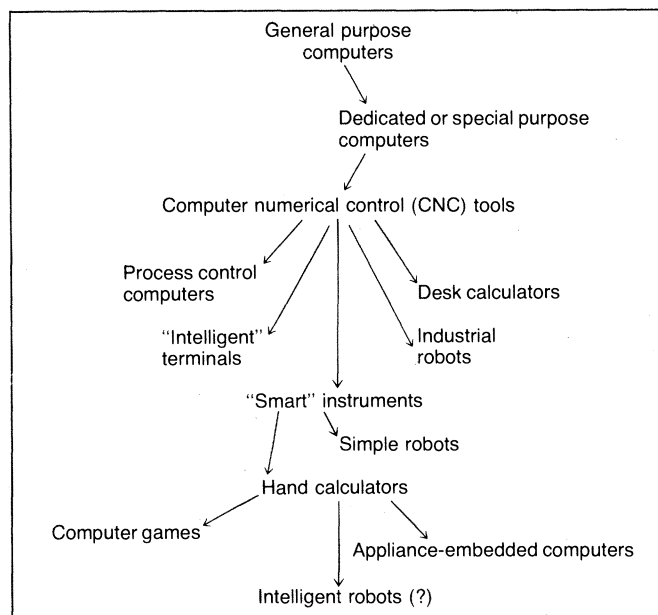 General purpose
computers
Dedicated or special purpose
computers
Computer numerical control (CNC) tools
Process control
computers
Desk calculators
"Intelligent"
terminals
Industrial
robots
"Smart" instruments
Simple robots
Hand calculators
Computer games
Appliance-embedded computers
Intelligent robots (?)